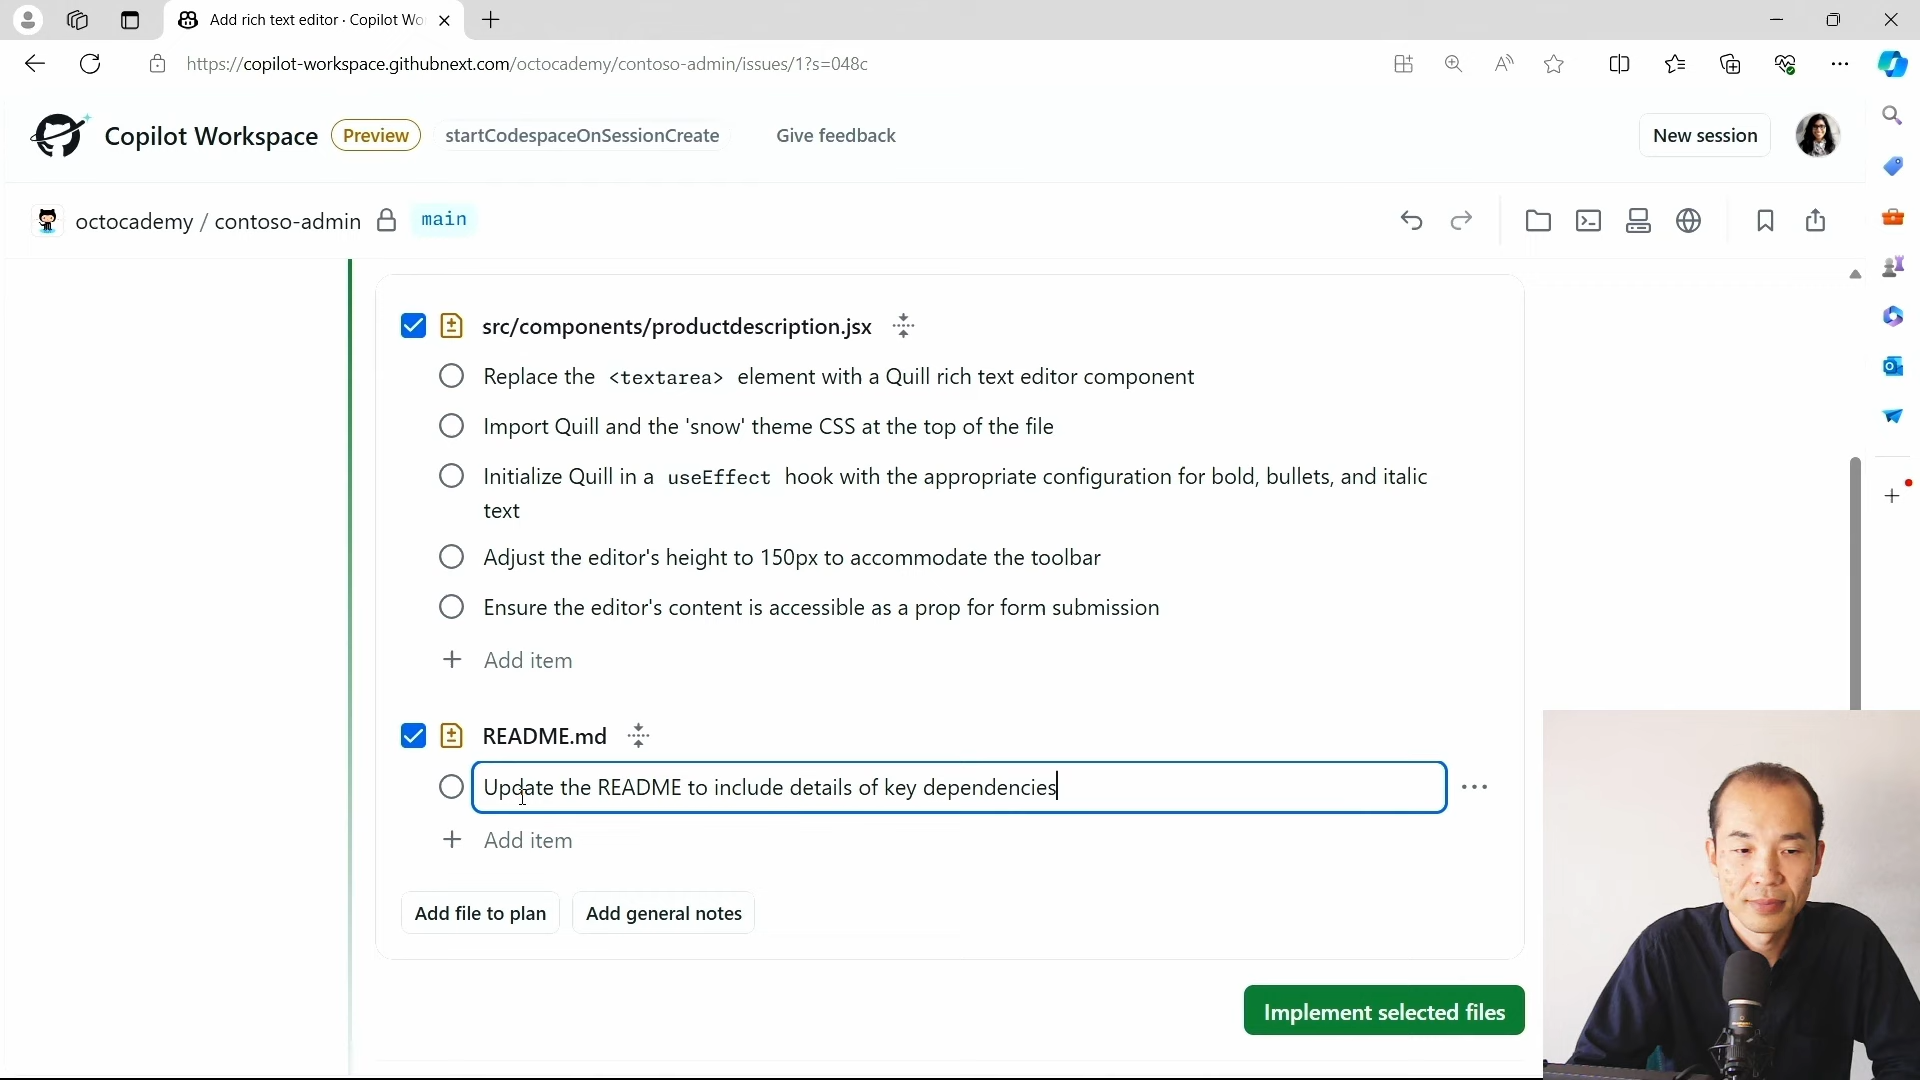 Add rich text editor · Copilot Wo
https://copilot-workspace.githubnext.com/octocademy/contoso-admin/issues/1?s=048c
Copilot Workspace Preview startCodespaceOnSessionCreate Give feedback New session
octocademy / contoso-admin main
src/components/productdescription.jsx
Replace the <textarea> element with a Quill rich text editor component
Import Quill and the 'snow' theme CSS at the top of the file
Initialize Quill in a useEffect hook with the appropriate configuration for bold, bullets, and italic
text
Adjust the editor's height to 150px to accommodate the toolbar
Ensure the editor's content is accessible as a prop for form submission
Add item
README.md
Update the README to include details of key dependencies
Add item
Add file to plan Add general notes
Implement selected files